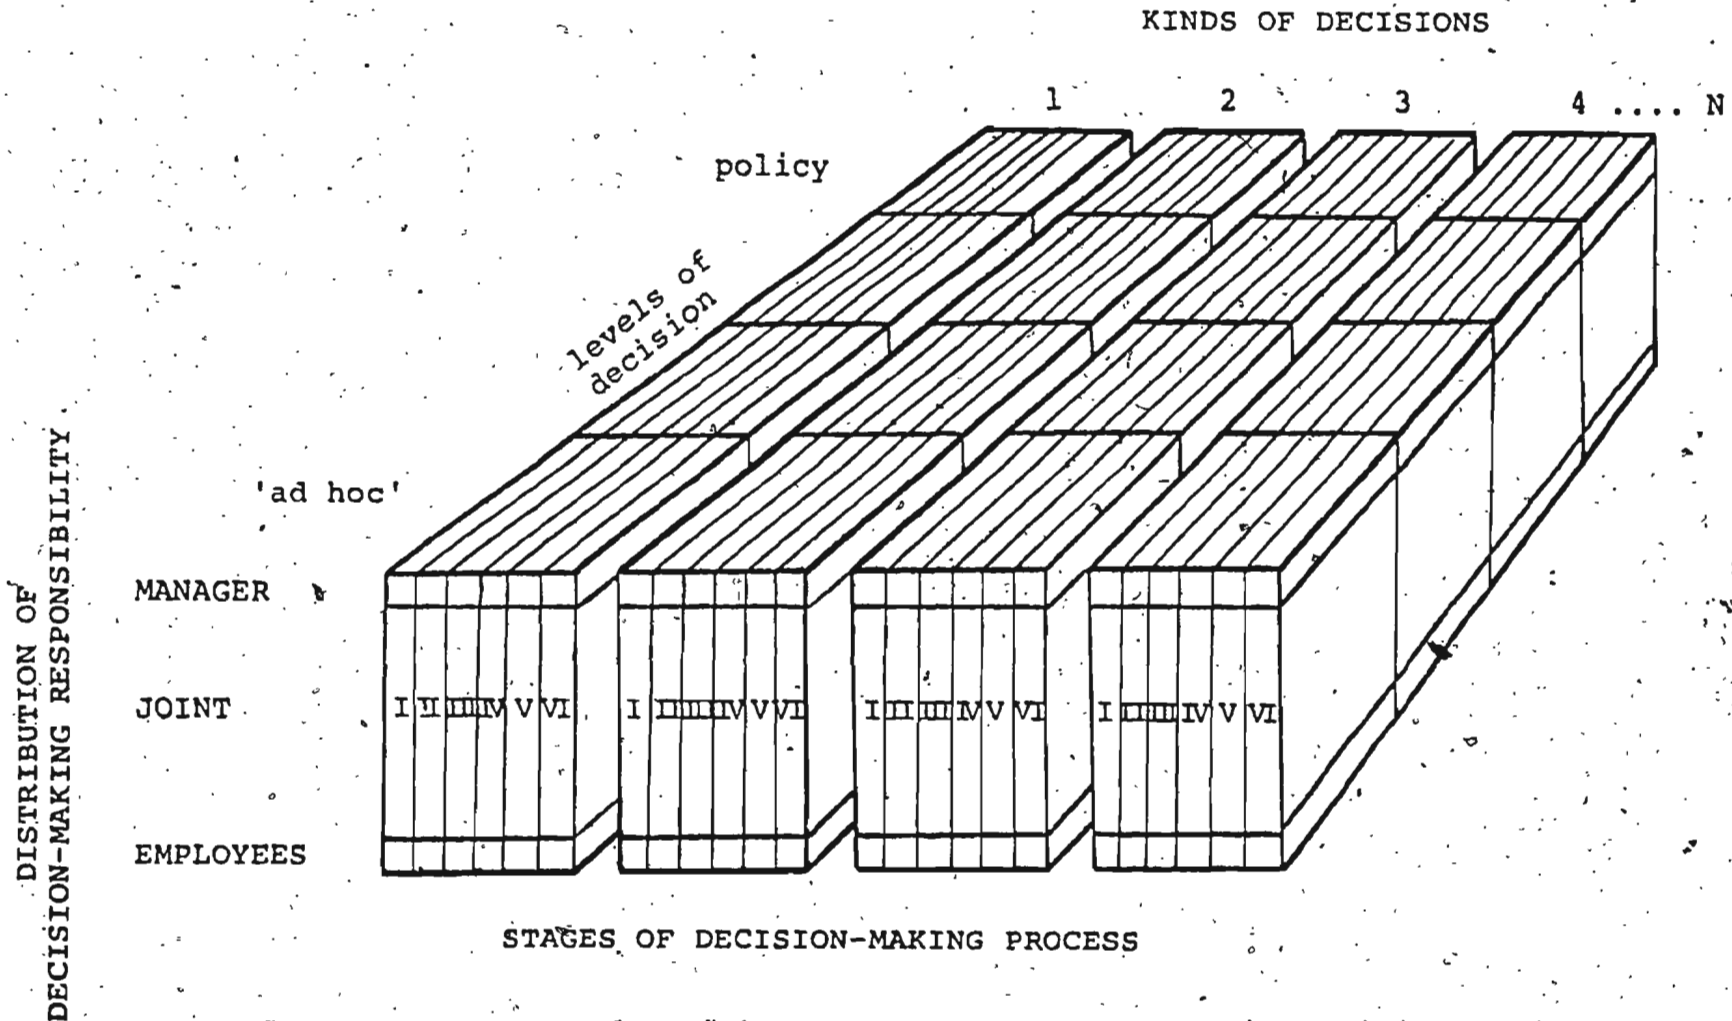 KINDS OF DECISIONS
1 2 3 4 .... N
policy
levels of
decision
'ad hoc'
DISTRIBUTION OF
DECISION-MAKING RESPONSIBILITY
MANAGER
JOINT
I II III IV V VI I II III IV V VI I II III IV V VI I II III IV V VI
EMPLOYEES
STAGES OF DECISION-MAKING PROCESS